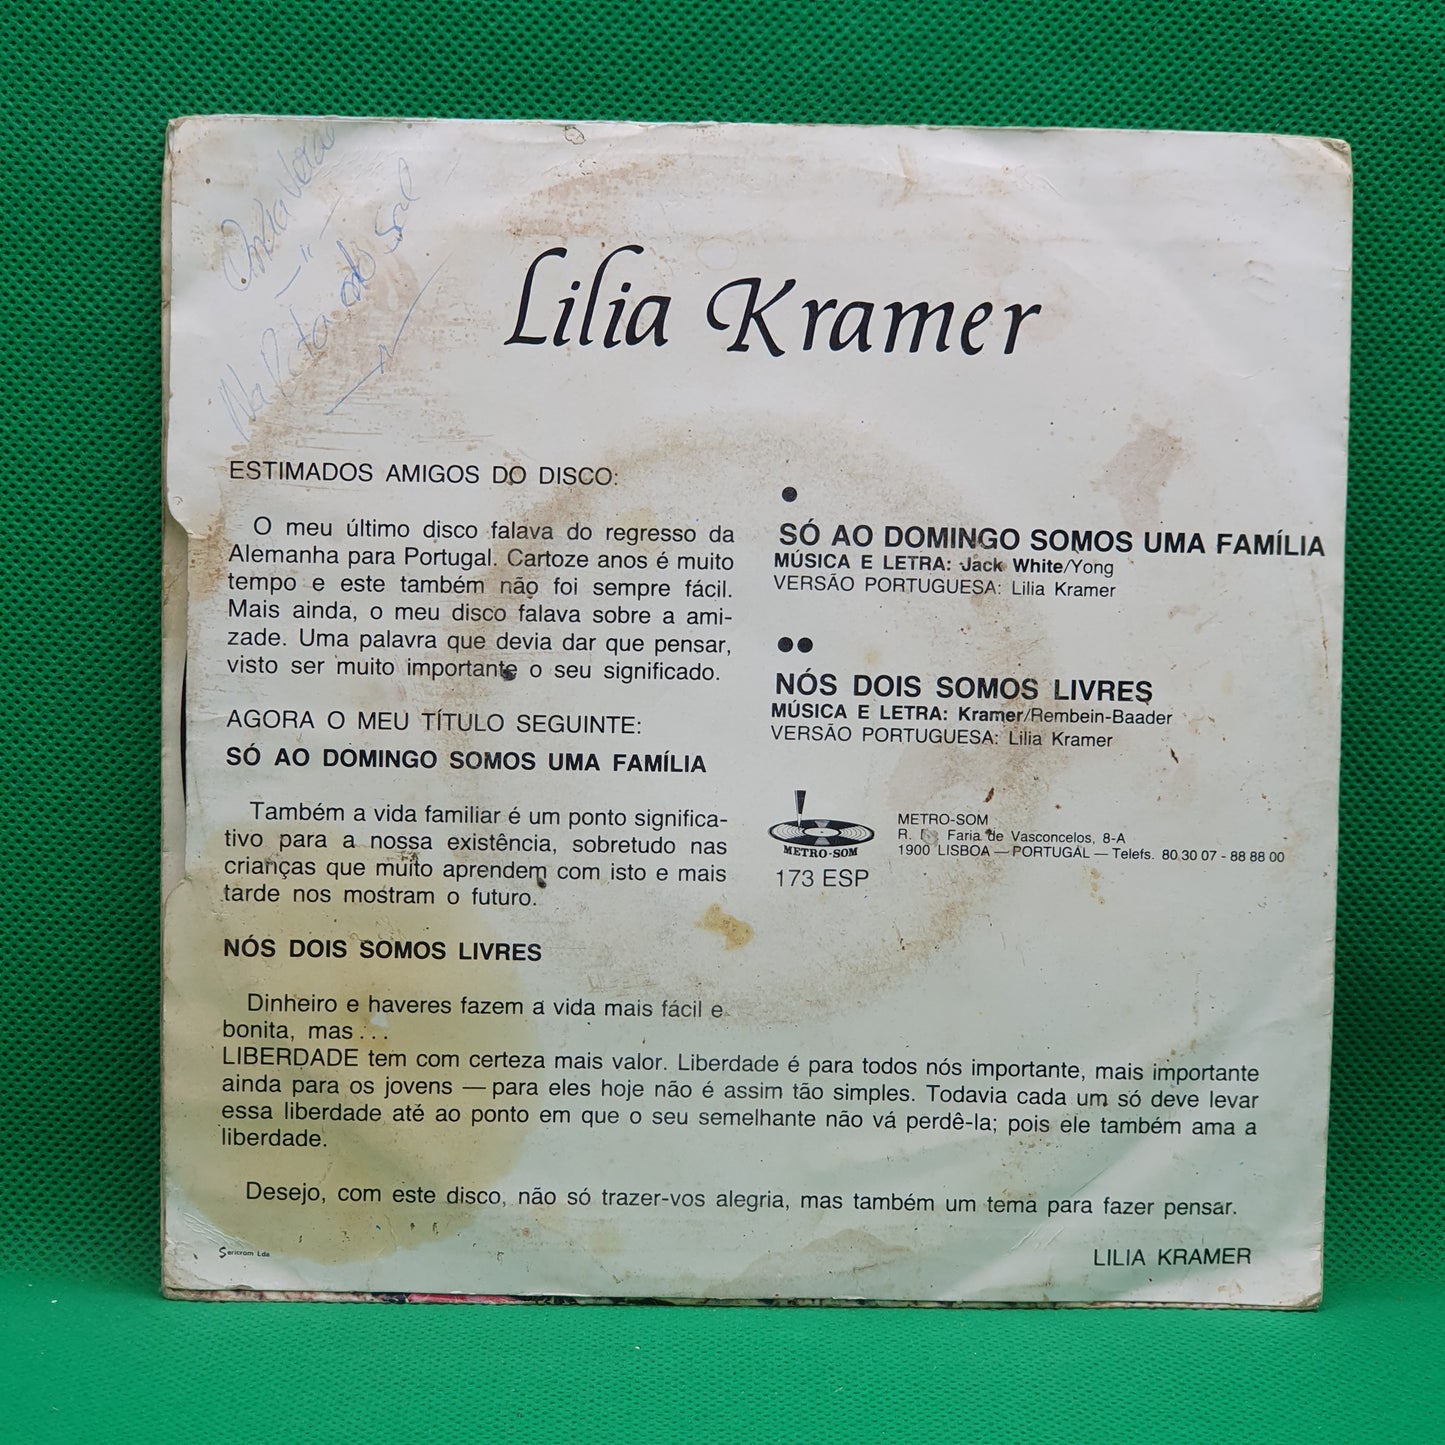 Na Rota do Sol
Lilia Kramer
ESTIMADOS AMIGOS DO DISCO:
O meu último disco falava do regresso da
Alemanha para Portugal. Cartoze anos é muito
tempo e este também não foi sempre fácil.
Mais ainda, o meu disco falava sobre a ami-
zade. Uma palavra que devia dar que pensar,
visto ser muito importante o seu significado.
AGORA O MEU TÍTULO SEGUINTE:
SÓ AO DOMINGO SOMOS UMA FAMÍLIA
Também a vida familiar é um ponto significa-
tivo para a nossa existência, sobretudo nas
crianças que muito aprendem com isto e mais
tarde nos mostram o futuro.
NÓS DOIS SOMOS LIVRES
Dinheiro e haveres fazem a vida mais fácil e
bonita, mas...
LIBERDADE tem com certeza mais valor. Liberdade é para todos nós importante, mais importante
ainda para os jovens — para eles hoje não é assim tão simples. Todavia cada um só deve levar
essa liberdade até ao ponto em que o seu semelhante não vá perdê-la; pois ele também ama a
liberdade.
Desejo, com este disco, não só trazer-vos alegria, mas também um tema para fazer pensar.
LILIA KRAMER
Sericrom Lda
SÓ AO DOMINGO SOMOS UMA FAMÍLIA
MÚSICA E LETRA: Jack White/Yong
VERSÃO PORTUGUESA: Lilia Kramer
NÓS DOIS SOMOS LIVRES
MÚSICA E LETRA: Kramer/Rembein-Baader
VERSÃO PORTUGUESA: Lilia Kramer
METRO-SOM
173 ESP
METRO-SOM
R. Faria de Vasconcelos, 8-A
1900 LISBOA — PORTUGAL — Telefs. 80 30 07 - 88 88 00